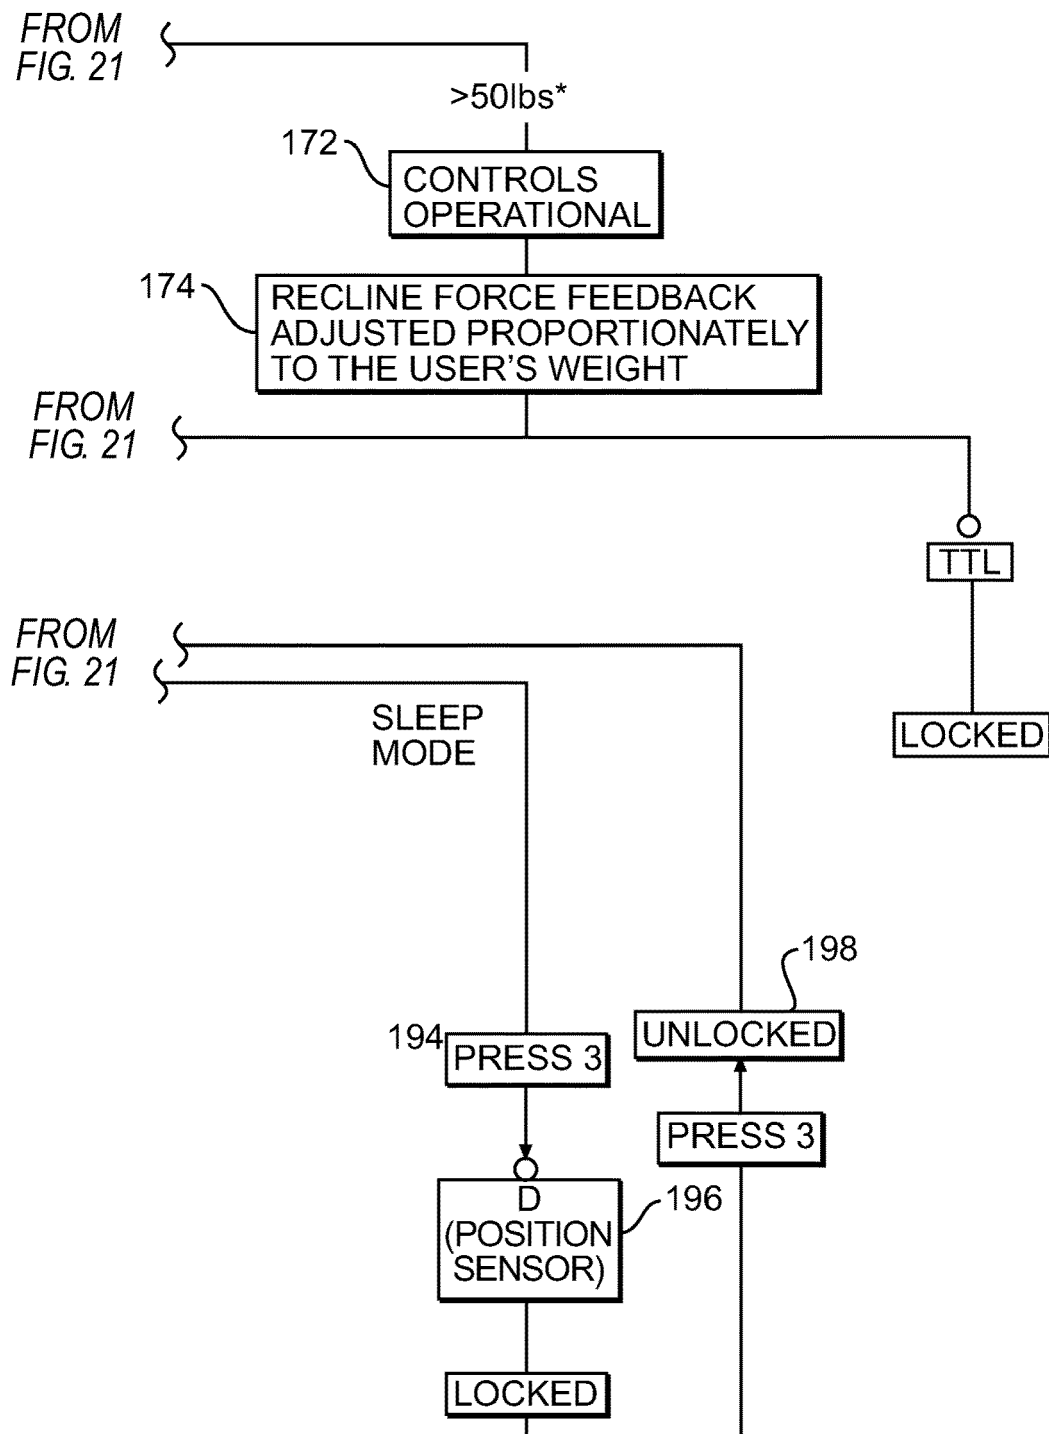 FROM
FIG. 21
>50lbs*
172
CONTROLS
OPERATIONAL
174
RECLINE FORCE FEEDBACK
ADJUSTED PROPORTIONATELY
TO THE USER'S WEIGHT
FROM
FIG. 21
TTL
LOCKED
FROM
FIG. 21
SLEEP
MODE
198
UNLOCKED
194
PRESS 3
PRESS 3
196
D
(POSITION
SENSOR)
LOCKED